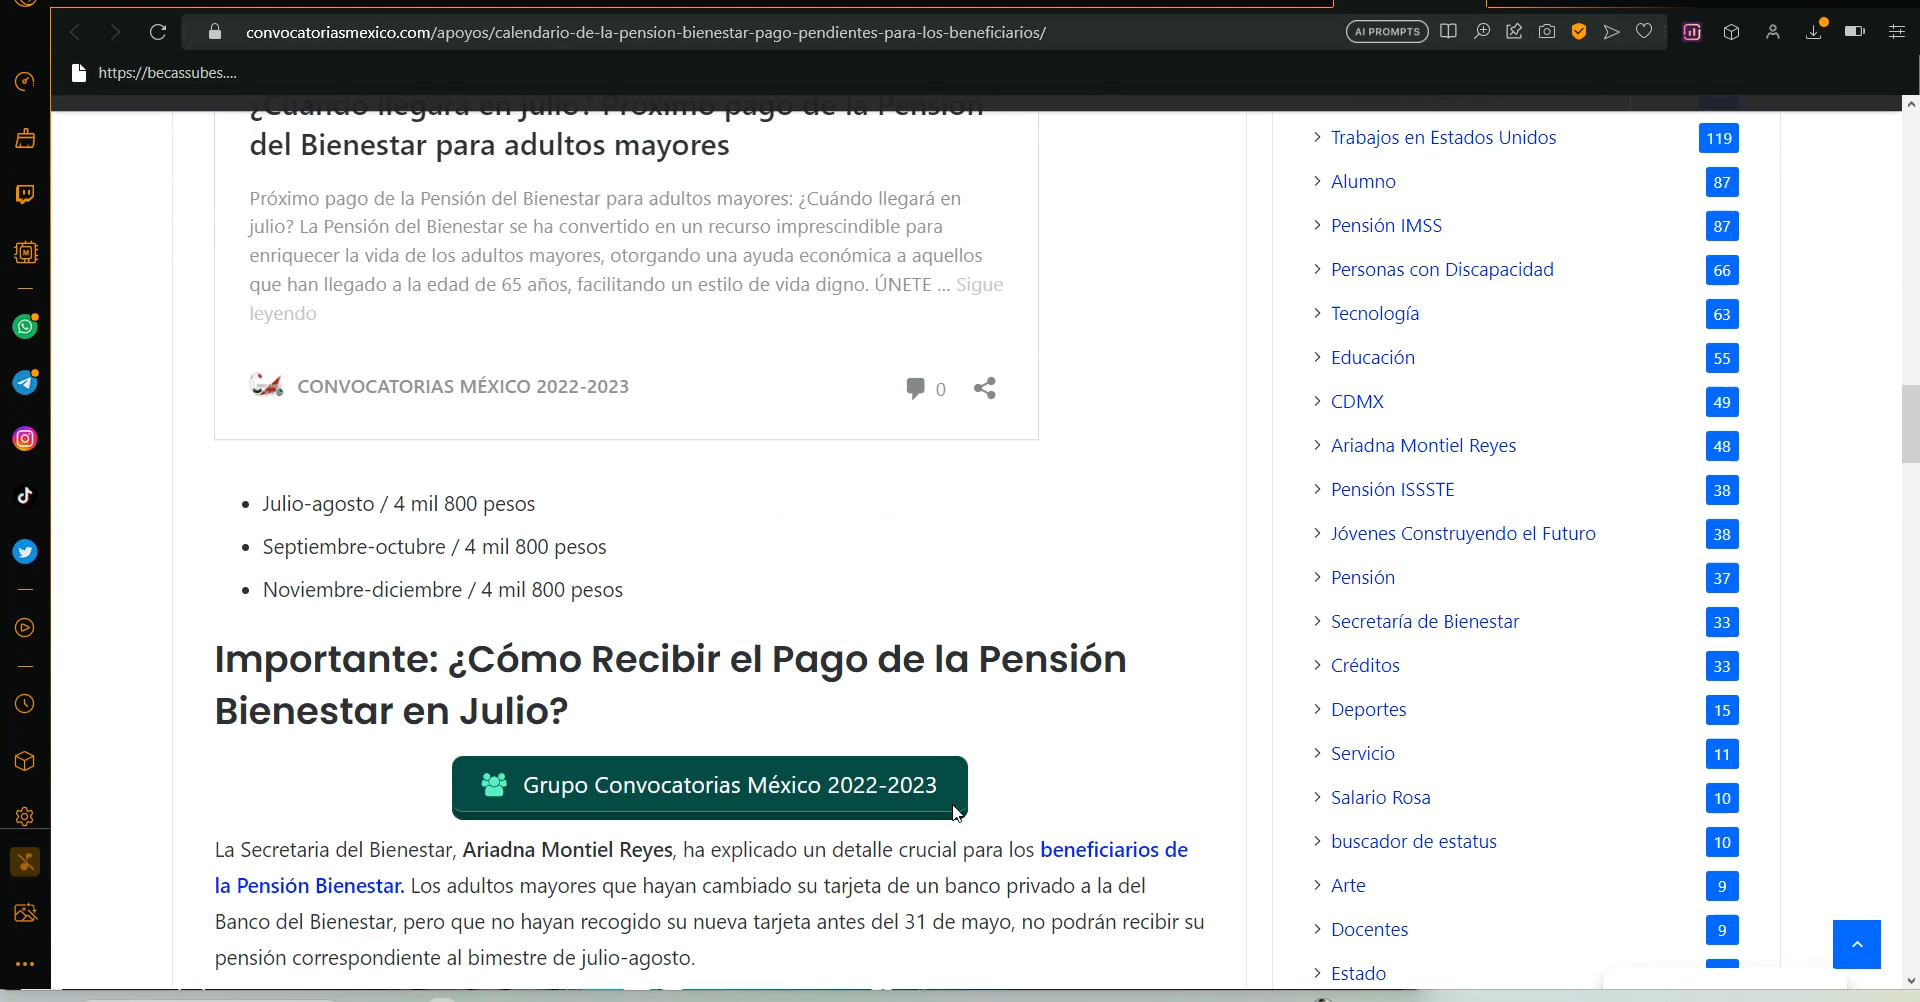 convocatoriasmexico.com/apoyos/calendario-de-la-pension-bienestar-pago-pendientes-para-los-beneficiarios/
AI PROMPTS
https://becassubes....
¿Cuándo llegará en julio? Próximo pago de la Pensión
del Bienestar para adultos mayores
Próximo pago de la Pensión del Bienestar para adultos mayores: ¿Cuándo llegará en
julio? La Pensión del Bienestar se ha convertido en un recurso imprescindible para
enriquecer la vida de los adultos mayores, otorgando una ayuda económica a aquellos
que han llegado a la edad de 65 años, facilitando un estilo de vida digno. ÚNETE ... Sigue
leyendo
CONVOCATORIAS MÉXICO 2022-2023
0
• Julio-agosto / 4 mil 800 pesos
• Septiembre-octubre / 4 mil 800 pesos
• Noviembre-diciembre / 4 mil 800 pesos
Importante: ¿Cómo Recibir el Pago de la Pensión
Bienestar en Julio?
Grupo Convocatorias México 2022-2023
La Secretaria del Bienestar, Ariadna Montiel Reyes, ha explicado un detalle crucial para los beneficiarios de
la Pensión Bienestar. Los adultos mayores que hayan cambiado su tarjeta de un banco privado a la del
Banco del Bienestar, pero que no hayan recogido su nueva tarjeta antes del 31 de mayo, no podrán recibir su
pensión correspondiente al bimestre de julio-agosto.
Trabajos en Estados Unidos 119
Alumno 87
Pensión IMSS 87
Personas con Discapacidad 66
Tecnología 63
Educación 55
CDMX 49
Ariadna Montiel Reyes 48
Pensión ISSSTE 38
Jóvenes Construyendo el Futuro 38
Pensión 37
Secretaría de Bienestar 33
Créditos 33
Deportes 15
Servicio 11
Salario Rosa 10
buscador de estatus 10
Arte 9
Docentes 9
Estado